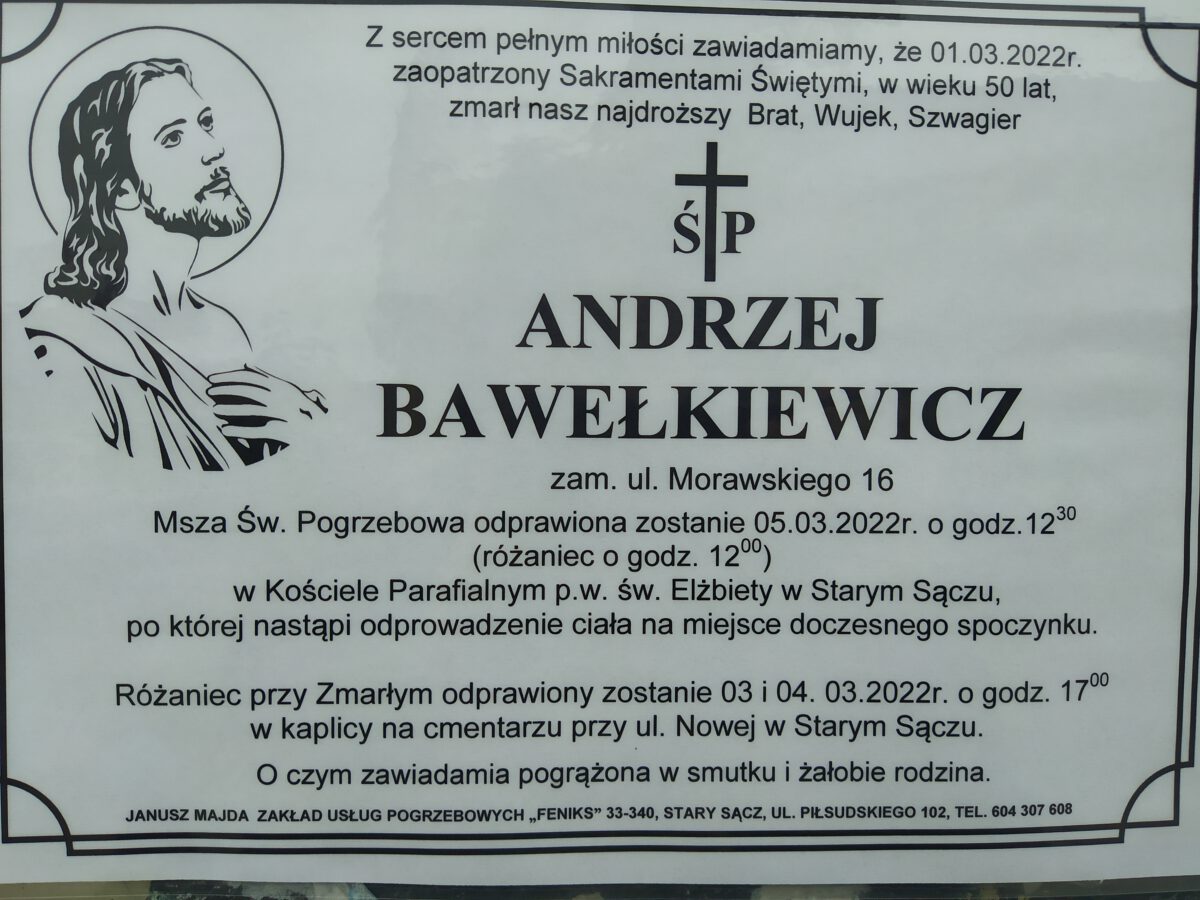 Z sercem pełnym miłości zawiadamiamy, że 01.03.2022r.
zaopatrzony Sakramentami Świętymi, w wieku 50 lat,
zmarł nasz najdroższy Brat, Wujek, Szwagier
Ś P
ANDRZEJ
BAWEŁKIEWICZ
zam. ul. Morawskiego 16
Msza Św. Pogrzebowa odprawiona zostanie 05.03.2022r. o godz.12³⁰
(różaniec o godz. 12⁰⁰)
w Kościele Parafialnym p.w. św. Elżbiety w Starym Sączu,
po której nastąpi odprowadzenie ciała na miejsce doczesnego spoczynku.
Różaniec przy Zmarłym odprawiony zostanie 03 i 04. 03.2022r. o godz. 17⁰⁰
w kaplicy na cmentarzu przy ul. Nowej w Starym Sączu.
O czym zawiadamia pogrążona w smutku i żałobie rodzina.
JANUSZ MAJDA ZAKŁAD USŁUG POGRZEBOWYCH „FENIKS” 33-340, STARY SĄCZ, UL. PIŁSUDSKIEGO 102, TEL. 604 307 608